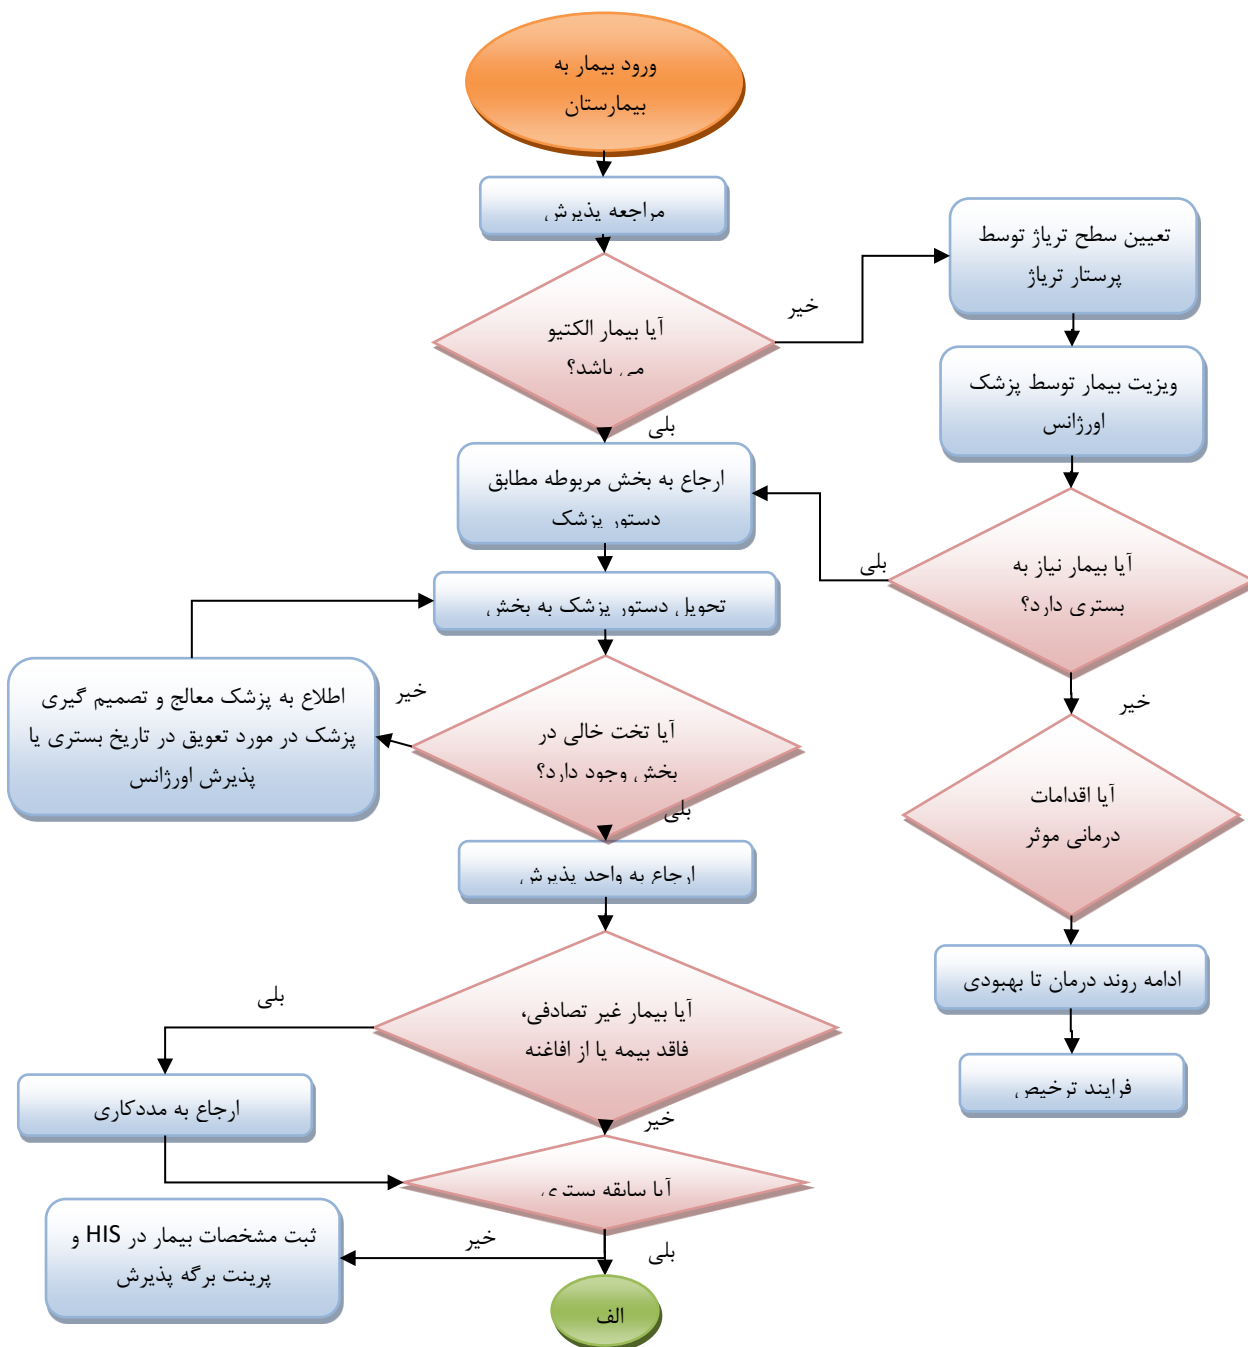 ورود بیمار به
بیمارستان
مراجعه پذیرش
آیا بیمار الکتیو
می باشد؟
خیر
تعیین سطح تریاژ توسط
پرستار تریاژ
ویزیت بیمار توسط پزشک
اورژانس
بلی
ارجاع به بخش مربوطه مطابق
دستور پزشک
بلی
آیا بیمار نیاز به
بستری دارد؟
تحویل دستور پزشک به بخش
خیر
اطلاع به پزشک معالج و تصمیم گیری
پزشک در مورد تعویق در تاریخ بستری یا
پذیرش اورژانس
خیر
آیا تخت خالی در
بخش وجود دارد؟
بلی
آیا اقدامات
درمانی موثر
ارجاع به واحد پذیرش
ادامه روند درمان تا بهبودی
فرایند ترخیص
بلی
آیا بیمار غیر تصادفی،
فاقد بیمه یا از افاغنه
ارجاع به مددکاری
خیر
آیا سابقه بستری
ثبت مشخصات بیمار در HIS و
پرینت برگه پذیرش
خیر
بلی
الف